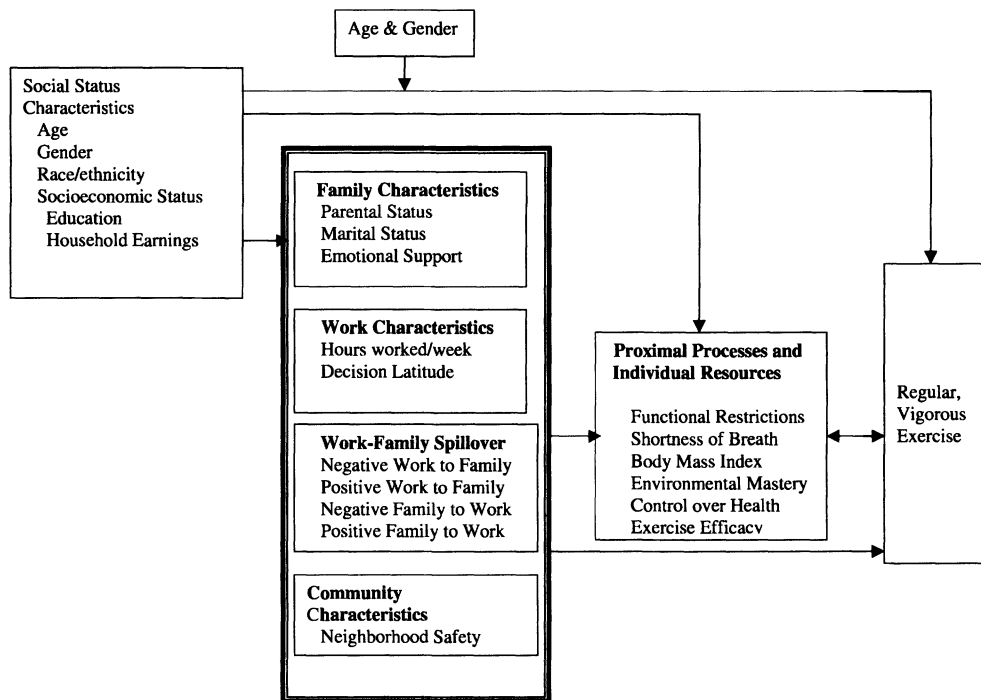 Age & Gender
Social Status
Characteristics
Age
Gender
Race/ethnicity
Socioeconomic Status
Education
Household Earnings
Family Characteristics
Parental Status
Marital Status
Emotional Support
Work Characteristics
Hours worked/week
Decision Latitude
Work-Family Spillover
Negative Work to Family
Positive Work to Family
Negative Family to Work
Positive Family to Work
Community
Characteristics
Neighborhood Safety
Proximal Processes and
Individual Resources
Functional Restrictions
Shortness of Breath
Body Mass Index
Environmental Mastery
Control over Health
Exercise Efficacy
Regular,
Vigorous
Exercise